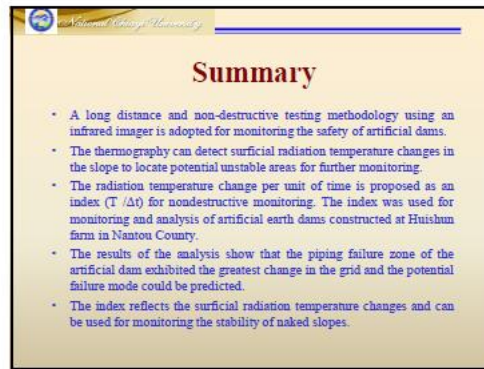 National Chiayi University
Summary
• A long distance and non-destructive testing methodology using an
infrared imager is adopted for monitoring the safety of artificial dams.
• The thermography can detect surficial radiation temperature changes in
the slope to locate potential unstable areas for further monitoring.
• The radiation temperature change per unit of time is proposed as an
index (T /Δt) for nondestructive monitoring. The index was used for
monitoring and analysis of artificial earth dams constructed at Huishun
farm in Nantou County.
• The results of the analysis show that the piping failure zone of the
artificial dam exhibited the greatest change in the grid and the potential
failure mode could be predicted.
• The index reflects the surficial radiation temperature changes and can
be used for monitoring the stability of naked slopes.